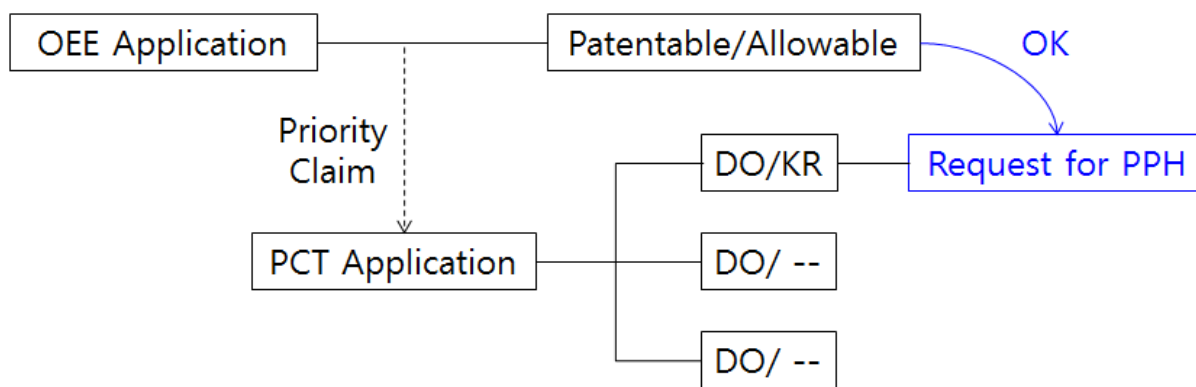 OEE Application
Patentable/Allowable
OK
Priority
Claim
DO/KR
Request for PPH
PCT Application
DO/ --
DO/ --